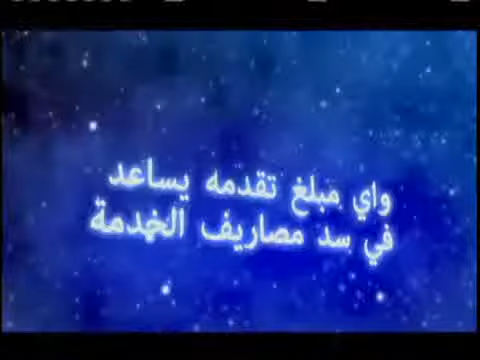 واي مبلغ تقدمه يساعد
في سد مصاريف الخدمة